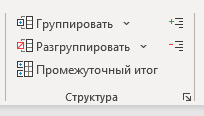 Группировать
Разгруппировать
Промежуточный итог
Структура